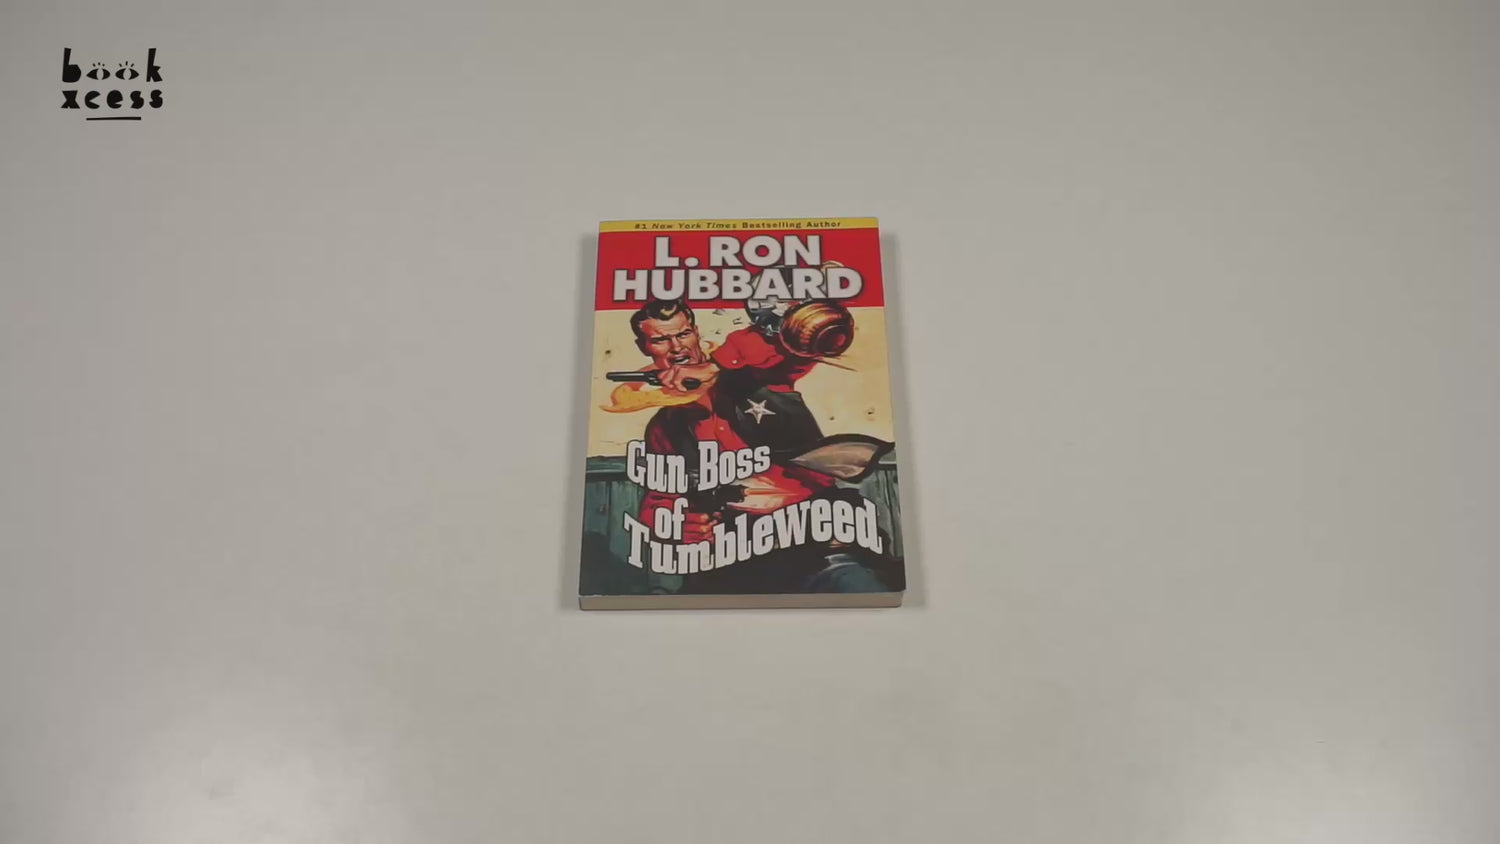 book
xcess
#1 New York Times Bestselling Author
L. RON
HUBBARD
Gun Boss
of
Tumbleweed